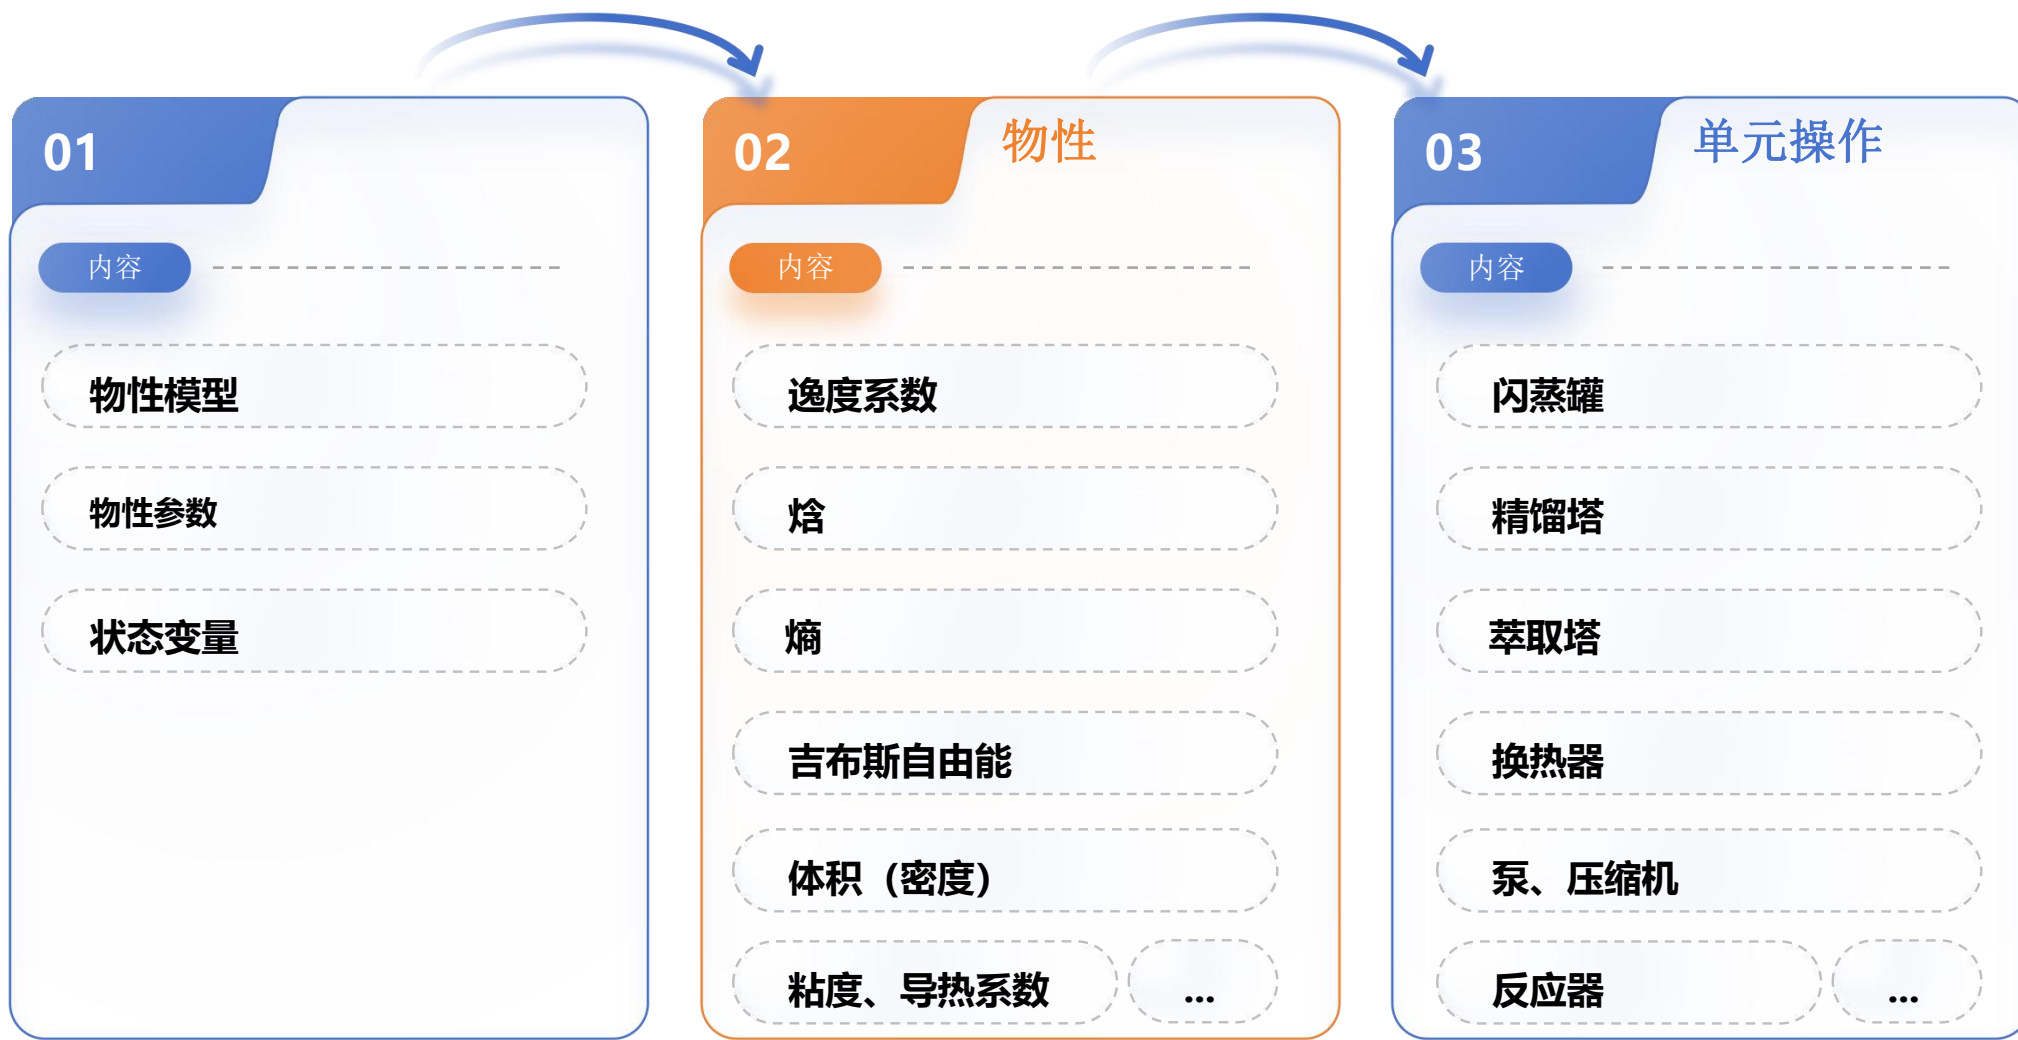 01
内容
物性模型
物性参数
状态变量
02
物性
内容
逸度系数
焓
熵
吉布斯自由能
体积（密度）
粘度、导热系数
...
03
单元操作
内容
闪蒸罐
精馏塔
萃取塔
换热器
泵、压缩机
反应器
...